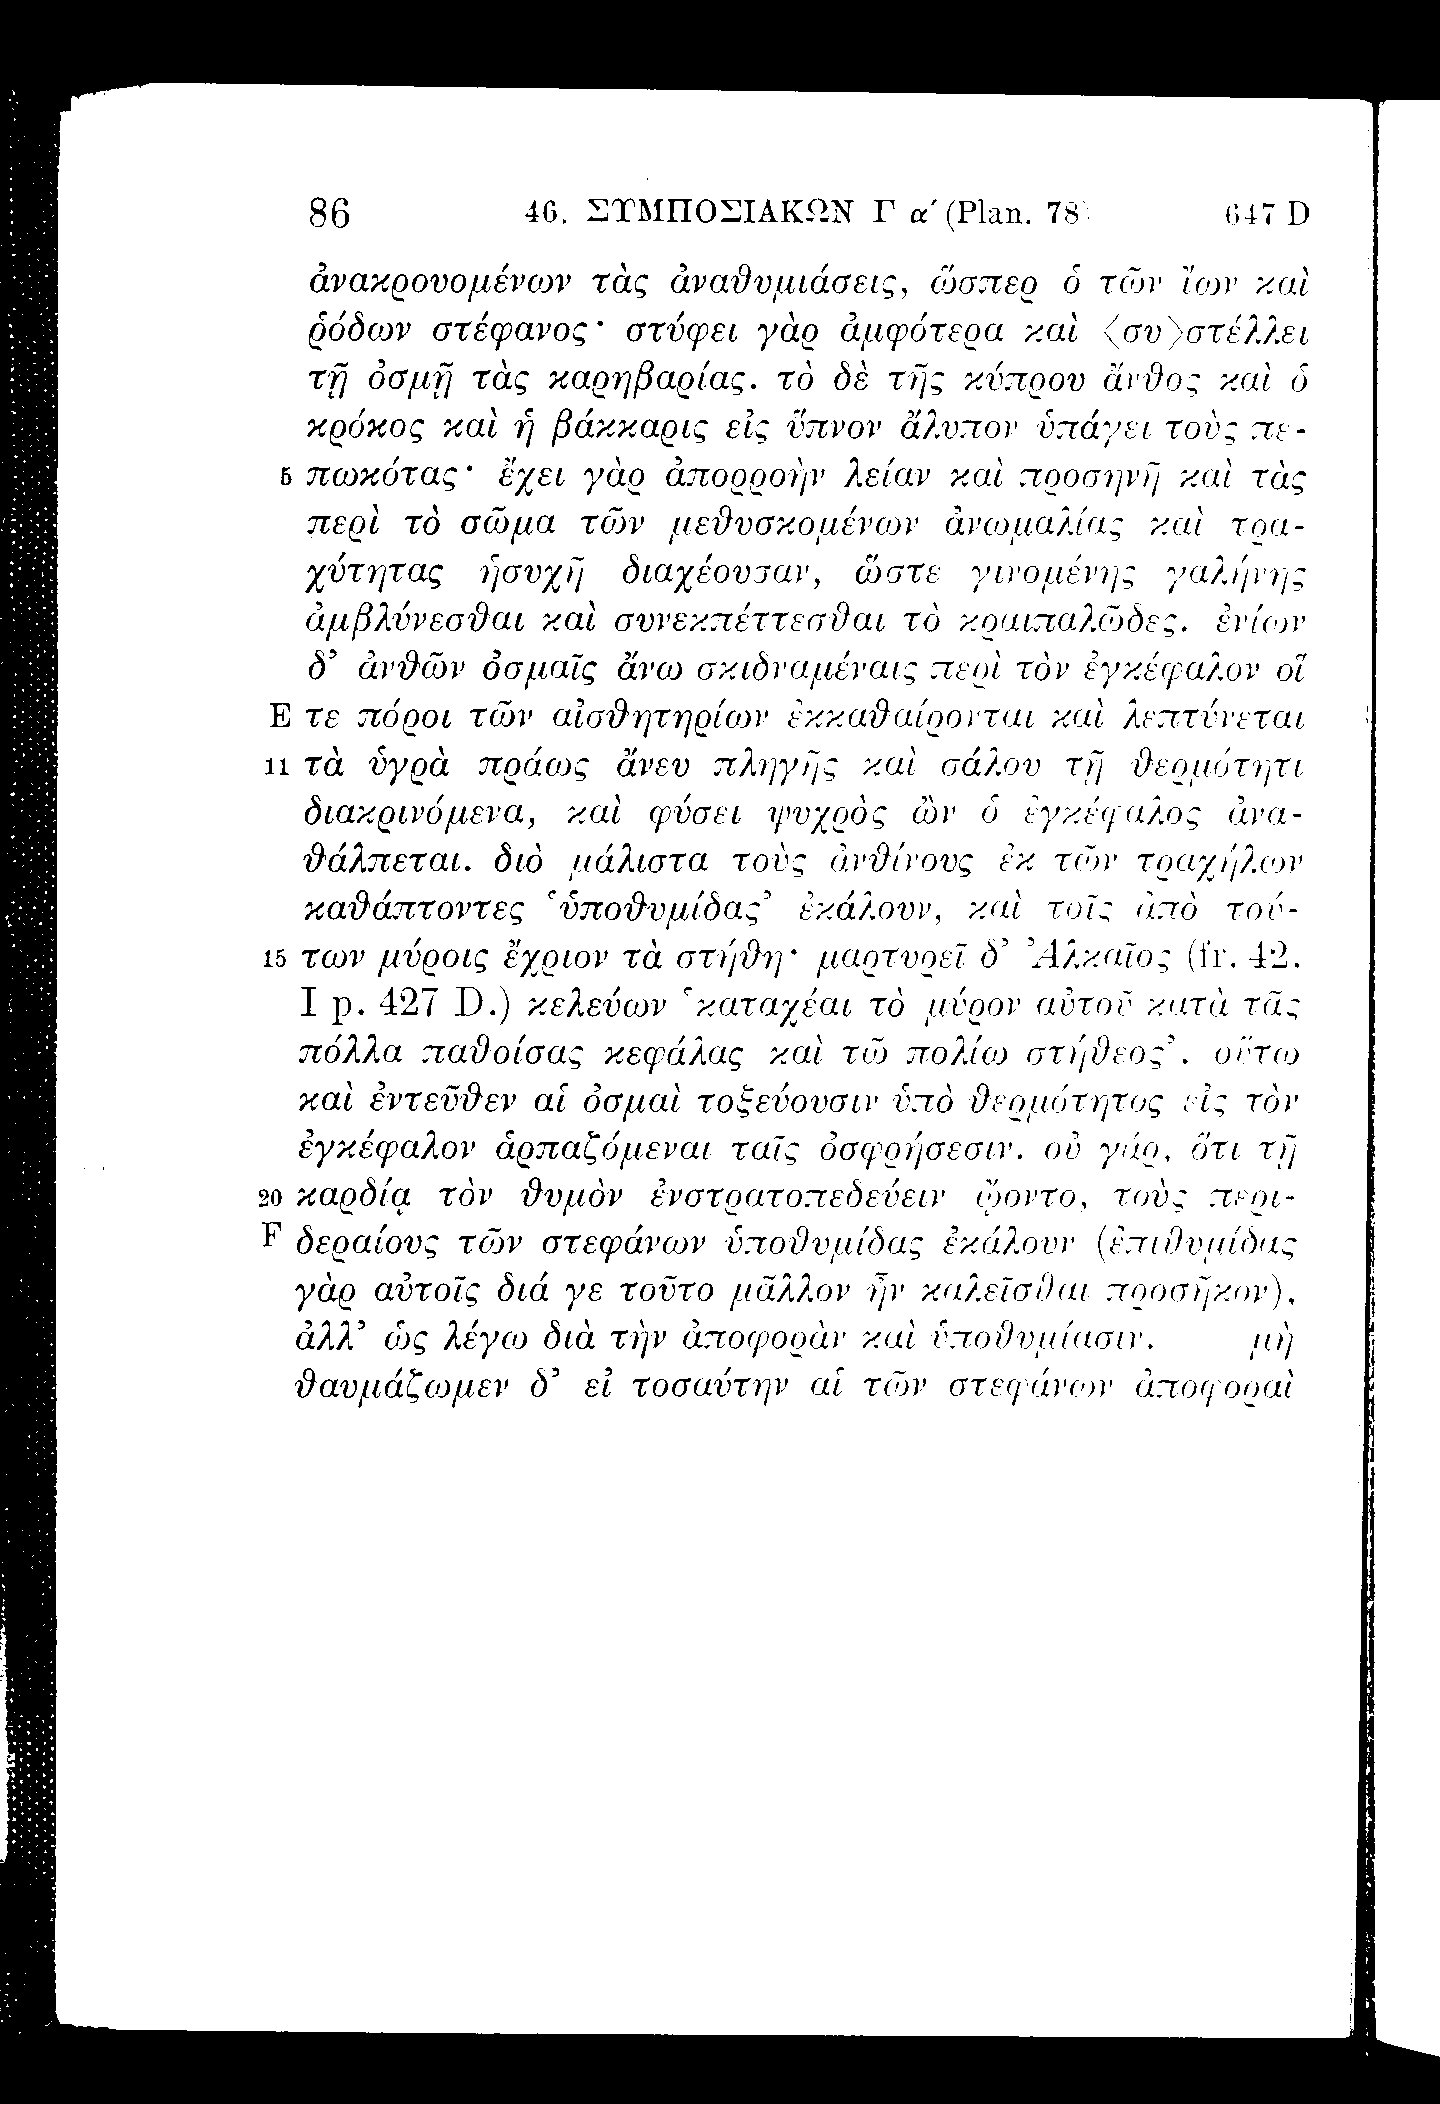 86 46. ΣΥΜΠΟΣΙΑΚΩΝ Γ α´ (Plan. 78) 647 D
ἀνακρουομένων τὰς ἀναθυμιάσεις, ὥσπερ ὁ τῶν ἴων καὶ
ῥόδων στέφανος· στύφει γὰρ ἀμφότερα καὶ ⟨συ⟩στέλλει
τῇ ὀσμῇ τὰς καρηβαρίας. τὸ δὲ τῆς κύπρου ἄνθος καὶ ὁ
κρόκος καὶ ἡ βάκκαρις εἰς ὕπνον ἄλυπον ὑπάγει τοὺς πε-
5 πωκότας· ἔχει γὰρ ἀπορροὴν λείαν καὶ προσηνῆ καὶ τὰς
περὶ τὸ σῶμα τῶν μεθυσκομένων ἀνωμαλίας καὶ τρα-
χύτητας ἡσυχῇ διαχέουσαν, ὥστε γινομένης γαλήνης
ἀμβλύνεσθαι καὶ συνεκπέττεσθαι τὸ κραιπαλῶδες. ἐνίων
δ’ ἀνθῶν ὀσμαῖς ἄνω σκιδναμέναις περὶ τὸν ἐγκέφαλον οἵ
E τε πόροι τῶν αἰσθητηρίων ἐκκαθαίρονται καὶ λεπτύνεται
11 τὰ ὑγρὰ πράως ἄνευ πληγῆς καὶ σάλου τῇ θερμότητι
διακρινόμενα, καὶ φύσει ψυχρὸς ὢν ὁ ἐγκέφαλος ἀνα-
θάλπεται. διὸ μάλιστα τοὺς ἀνθίνους ἐκ τῶν τραχήλων
καθάπτοντες ‘ὑποθυμίδας’ ἐκάλουν, καὶ τοῖς ἀπὸ τού-
15 των μύροις ἔχριον τὰ στήθη· μαρτυρεῖ δ’ Ἀλκαῖος (fr. 42.
I p. 427 D.) κελεύων ‘καταχέαι τὸ μύρον αὐτοῦ κατὰ τᾶς
πόλλα παθοίσας κεφάλας καὶ τῶ πολίω στήθεος’. οὕτω
καὶ ἐντεῦθεν αἱ ὀσμαὶ τοξεύουσιν ὑπὸ θερμότητος εἰς τὸν
ἐγκέφαλον ἁρπαζόμεναι ταῖς ὀσφρήσεσιν. οὐ γάρ, ὅτι τῇ
20 καρδίᾳ τὸν θυμὸν ἐνστρατοπεδεύειν ᾤοντο, τοὺς περι-
F δεραίους τῶν στεφάνων ὑποθυμίδας ἐκάλουν (ἐπιθυμίδας
γὰρ αὐτοῖς διά γε τοῦτο μᾶλλον ἦν καλεῖσθαι προσῆκον),
ἀλλ’ ὡς λέγω διὰ τὴν ἀποφορὰν καὶ ὑποθυμίασιν. μὴ
θαυμάζωμεν δ’ εἰ τοσαύτην αἱ τῶν στεφάνων ἀποφοραὶ